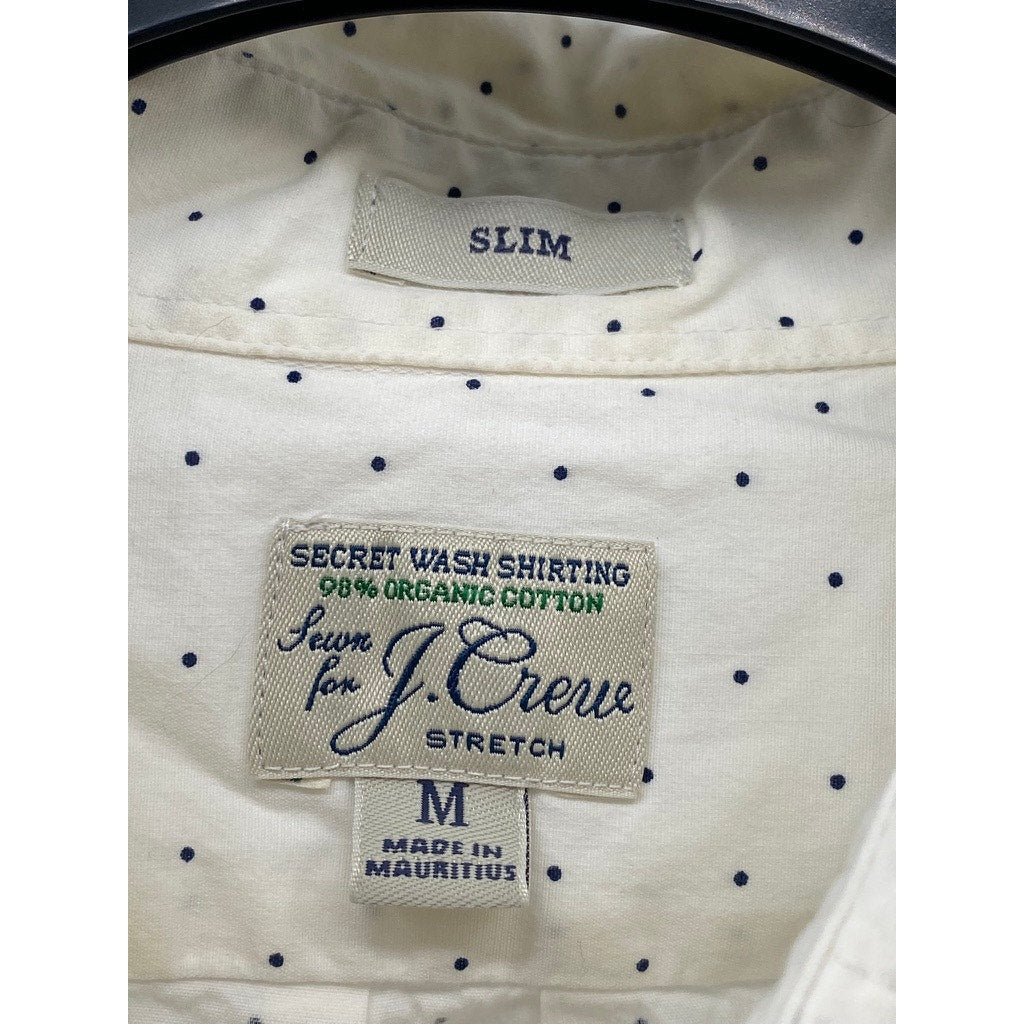 SLIM
SECRET WASH SHIRTING
98% ORGANIC COTTON
Sewn
for J.Crew
STRETCH
M
MADE IN
MAURITIUS